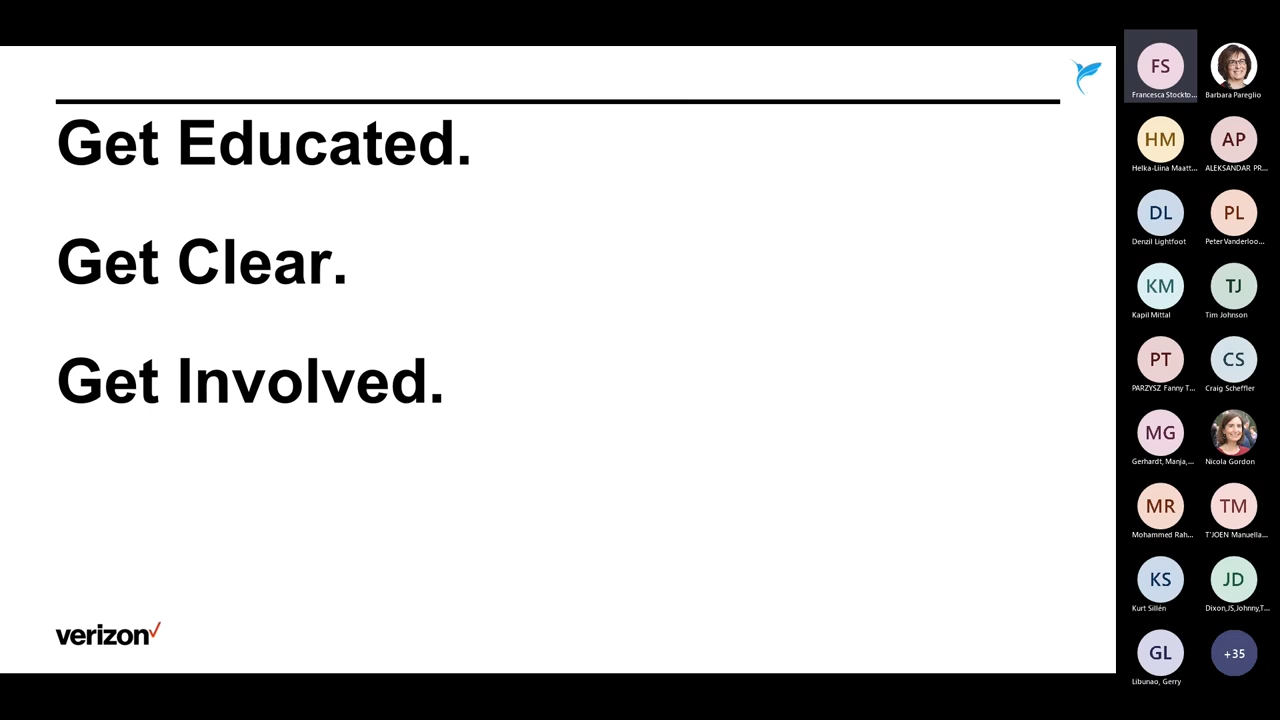 Get Educated.
Get Clear.
Get Involved.
verizon✓
FS
Francesca Stockto...
Barbara Pareglio
HM
Helka-Liina Maatt...
AP
ALEKSANDAR PR...
DL
Denzil Lightfoot
PL
Peter Vanderloo...
KM
Kapil Mittal
TJ
Tim Johnson
PT
PARZYSZ Fanny T...
CS
Craig Scheffler
MG
Gerhardt, Manja,...
Nicola Gordon
MR
Mohammed Rah...
TM
T'JOEN Manuella...
KS
Kurt Sillén
JD
Dixon,JS,Johnny,T...
GL
Libunao, Gerry
+35